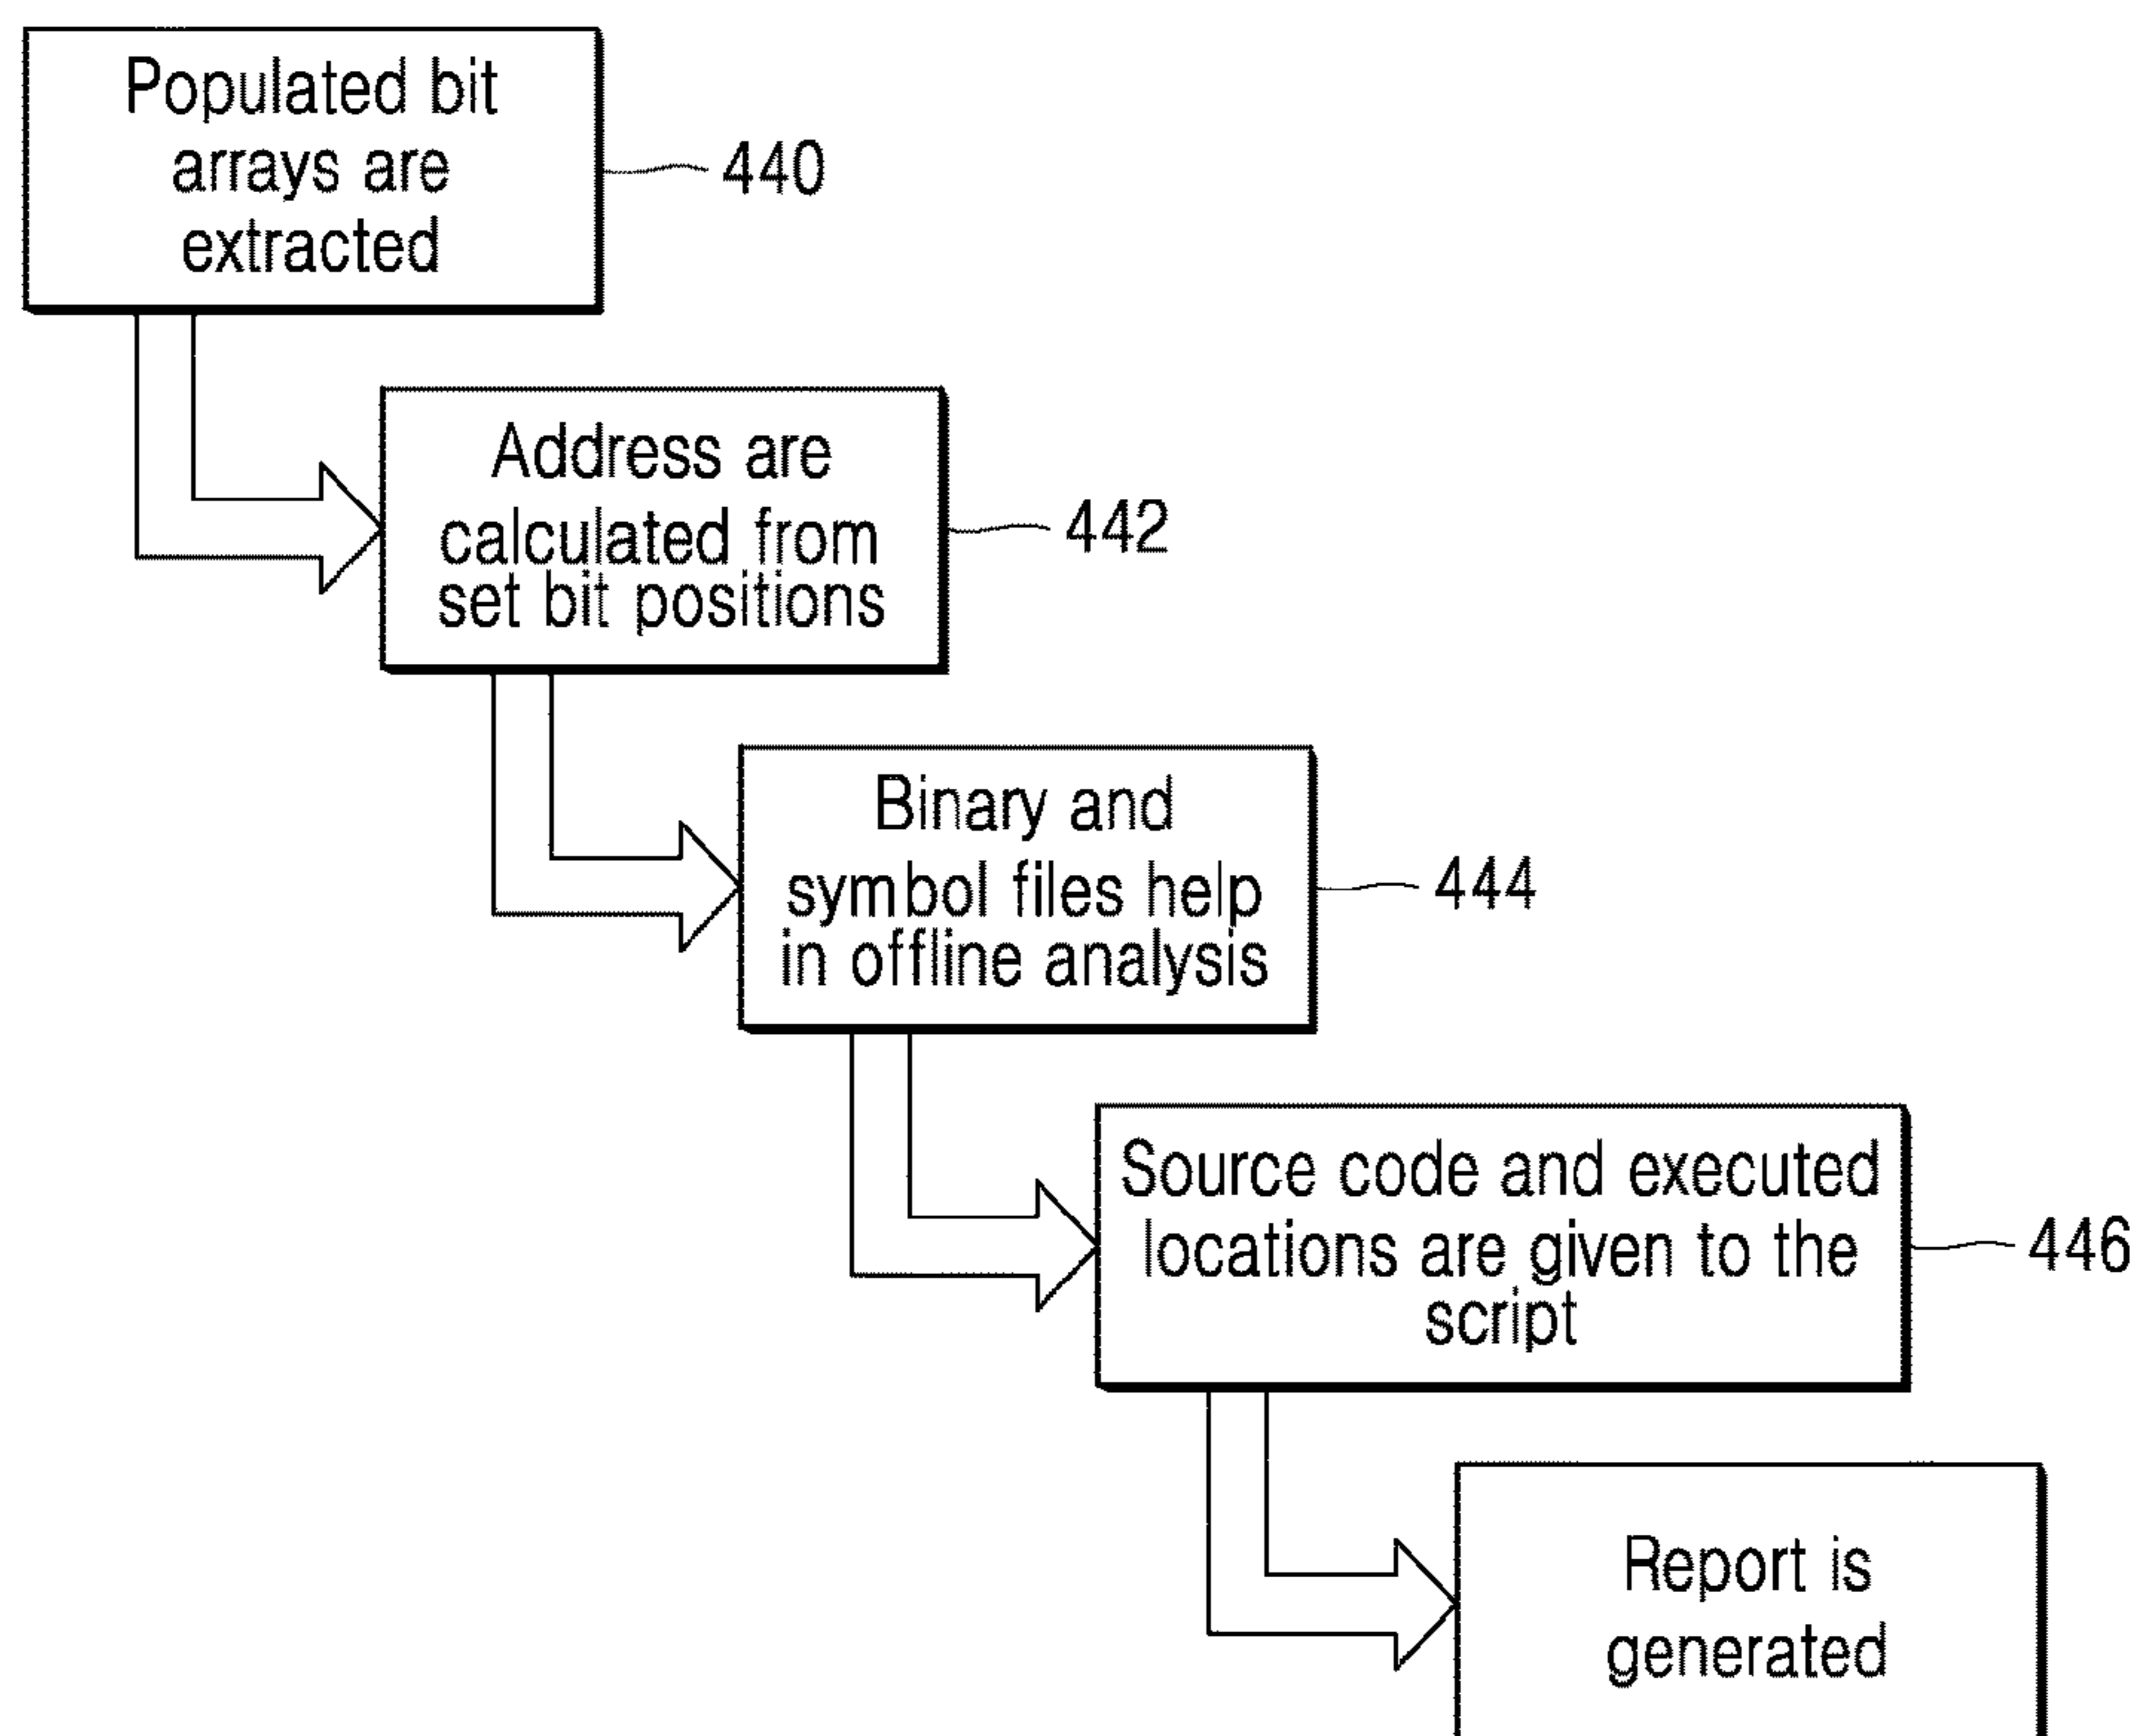 Populated bit
arrays are
extracted
440
Address are
calculated from
set bit positions
442
Binary and
symbol files help
in offline analysis
444
Source code and executed
locations are given to the
script
446
Report is
generated